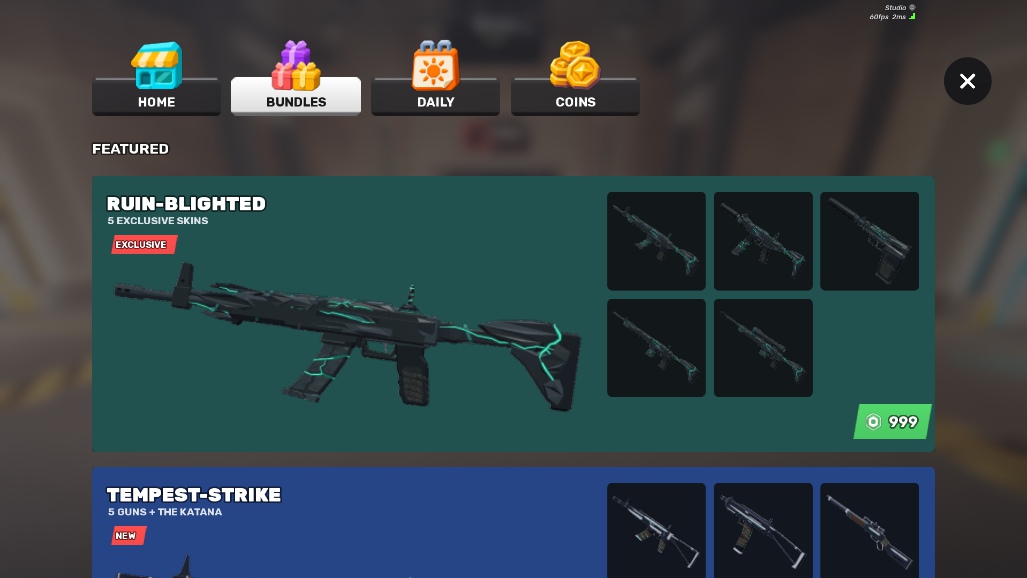 Studio
60fps 2ms
HOME
BUNDLES
DAILY
COINS
FEATURED
RUIN-BLIGHTED
5 EXCLUSIVE SKINS
EXCLUSIVE
999
TEMPEST-STRIKE
5 GUNS + THE KATANA
NEW